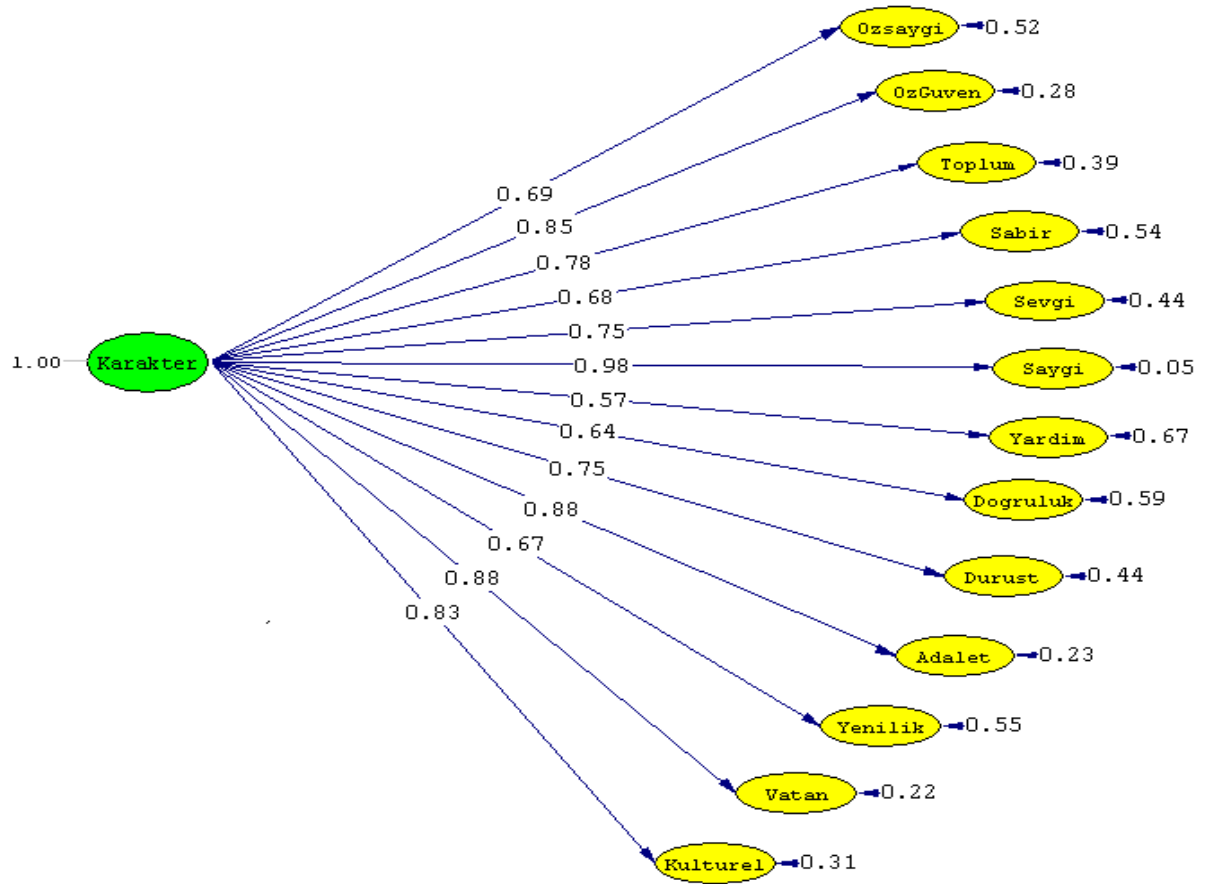 Ozsaygi 0.52
OzGuven 0.28
Toplum 0.39
0.69
0.85
Sabir 0.54
0.78
0.68
Sevgi 0.44
0.75
1.00 Karakter 0.98 Saygi 0.05
0.57
0.64 Yardim 0.67
0.75
Dogruluk 0.59
0.88
0.67
0.88 Durust 0.44
0.83
Adalet 0.23
Yenilik 0.55
Vatan 0.22
Kulturel 0.31